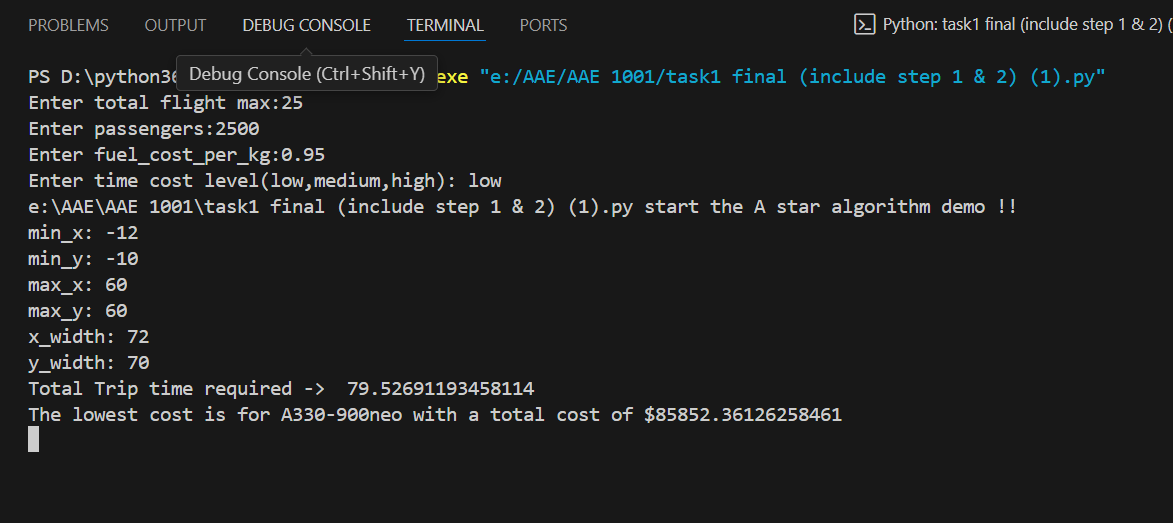 PROBLEMS OUTPUT DEBUG CONSOLE TERMINAL PORTS Python: task1 final (include step 1 & 2) (
Debug Console (Ctrl+Shift+Y)
PS D:\python36 exe "e:/AAE/AAE 1001/task1 final (include step 1 & 2) (1).py"
Enter total flight max:25
Enter passengers:2500
Enter fuel_cost_per_kg:0.95
Enter time cost level(low,medium,high): low
e:\AAE\AAE 1001\task1 final (include step 1 & 2) (1).py start the A star algorithm demo !!
min_x: -12
min_y: -10
max_x: 60
max_y: 60
x_width: 72
y_width: 70
Total Trip time required ->  79.52691193458114
The lowest cost is for A330-900neo with a total cost of $85852.36126258461